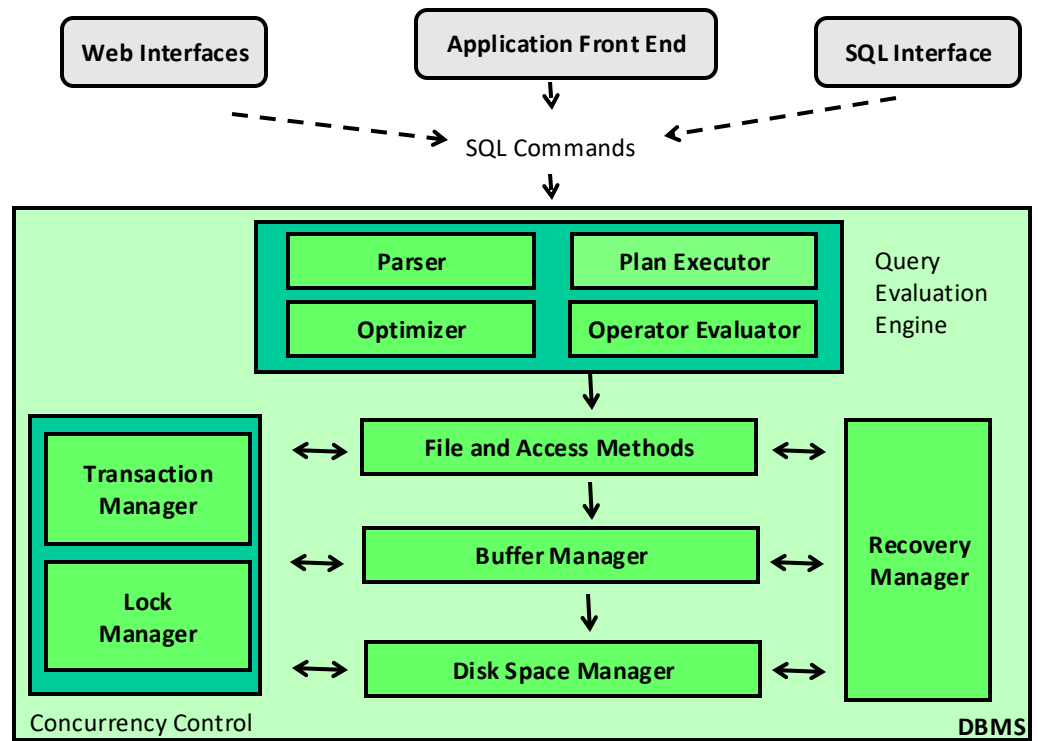 Web Interfaces
Application Front End
SQL Interface
SQL Commands
Parser
Plan Executor
Optimizer
Operator Evaluator
Query
Evaluation
Engine
Transaction
Manager
Lock
Manager
File and Access Methods
Buffer Manager
Disk Space Manager
Recovery
Manager
Concurrency Control
DBMS